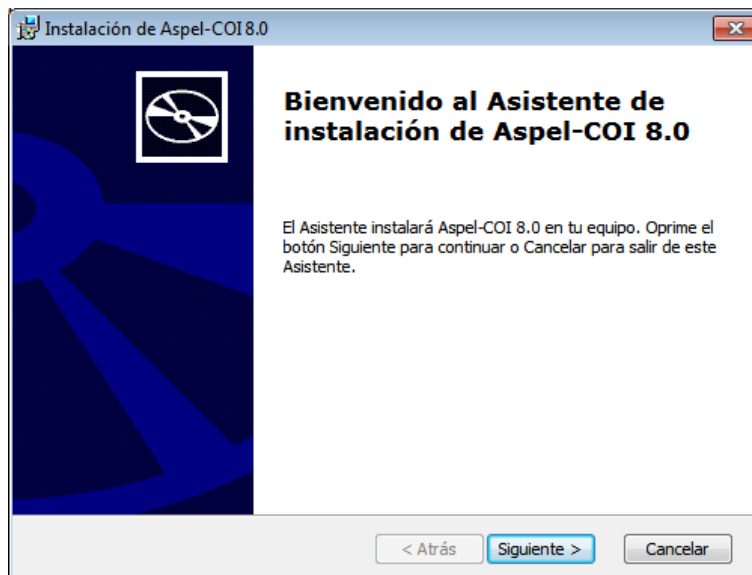 Instalación de Aspel-COI 8.0
Bienvenido al Asistente de
instalación de Aspel-COI 8.0
El Asistente instalará Aspel-COI 8.0 en tu equipo. Oprime el
botón Siguiente para continuar o Cancelar para salir de este
Asistente.
< Atrás Siguiente > Cancelar